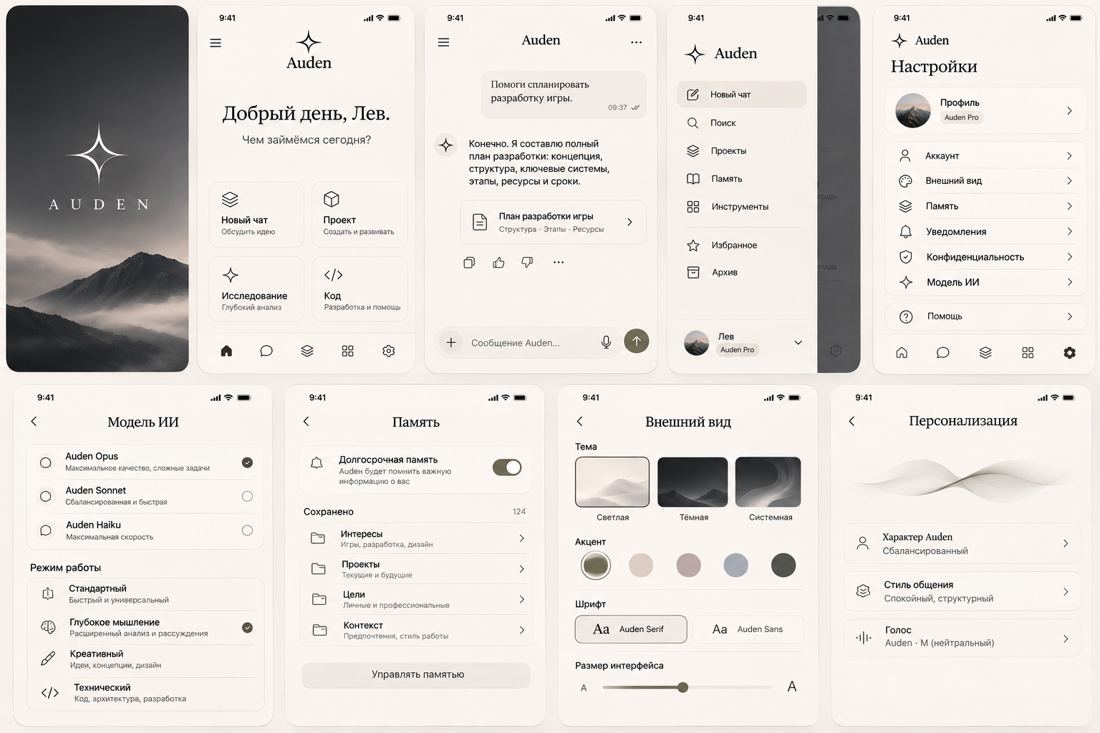 AUDEN
9:41
Auden
Добрый день, Лев.
Чем займёмся сегодня?
Новый чат
Обсудить идею
Проект
Создать и развивать
Исследование
Глубокий анализ
Код
Разработка и помощь
9:41
Auden
Помоги спланировать
разработку игры.
09:37
Конечно. Я составлю полный
план разработки: концепция,
структура, ключевые системы,
этапы, ресурсы и сроки.
План разработки игры
Структура · Этапы · Ресурсы
Сообщение Auden...
9:41
Auden
Новый чат
Поиск
Проекты
Память
Инструменты
Избранное
Архив
Лев
Auden Pro
9:41
Auden
Настройки
Профиль
Auden Pro
Аккаунт
Внешний вид
Память
Уведомления
Конфиденциальность
Модель ИИ
Помощь
9:41
Модель ИИ
Auden Opus
Максимальное качество, сложные задачи
Auden Sonnet
Сбалансированная и быстрая
Auden Haiku
Максимальная скорость
Режим работы
Стандартный
Быстрый и универсальный
Глубокое мышление
Расширенный анализ и рассуждения
Креативный
Идеи, концепции, дизайн
Технический
Код, архитектура, разработка
9:41
Память
Долгосрочная память
Auden будет помнить важную
информацию о вас
Сохранено
124
Интересы
Игры, разработка, дизайн
Проекты
Текущие и будущие
Цели
Личные и профессиональные
Контекст
Предпочтения, стиль работы
Управлять памятью
9:41
Внешний вид
Тема
Светлая
Тёмная
Системная
Акцент
Шрифт
Aa Auden Serif
Aa Auden Sans
Размер интерфейса
A
A
9:41
Персонализация
Характер Auden
Сбалансированный
Стиль общения
Спокойный, структурный
Голос
Auden · М (нейтральный)